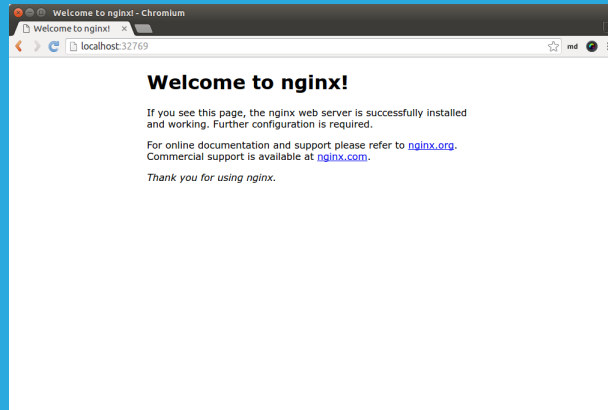 Welcome to nginx! - Chromium
Welcome to nginx!
localhost:32769
md
Welcome to nginx!
If you see this page, the nginx web server is successfully installed
and working. Further configuration is required.
For online documentation and support please refer to nginx.org.
Commercial support is available at nginx.com.
Thank you for using nginx.